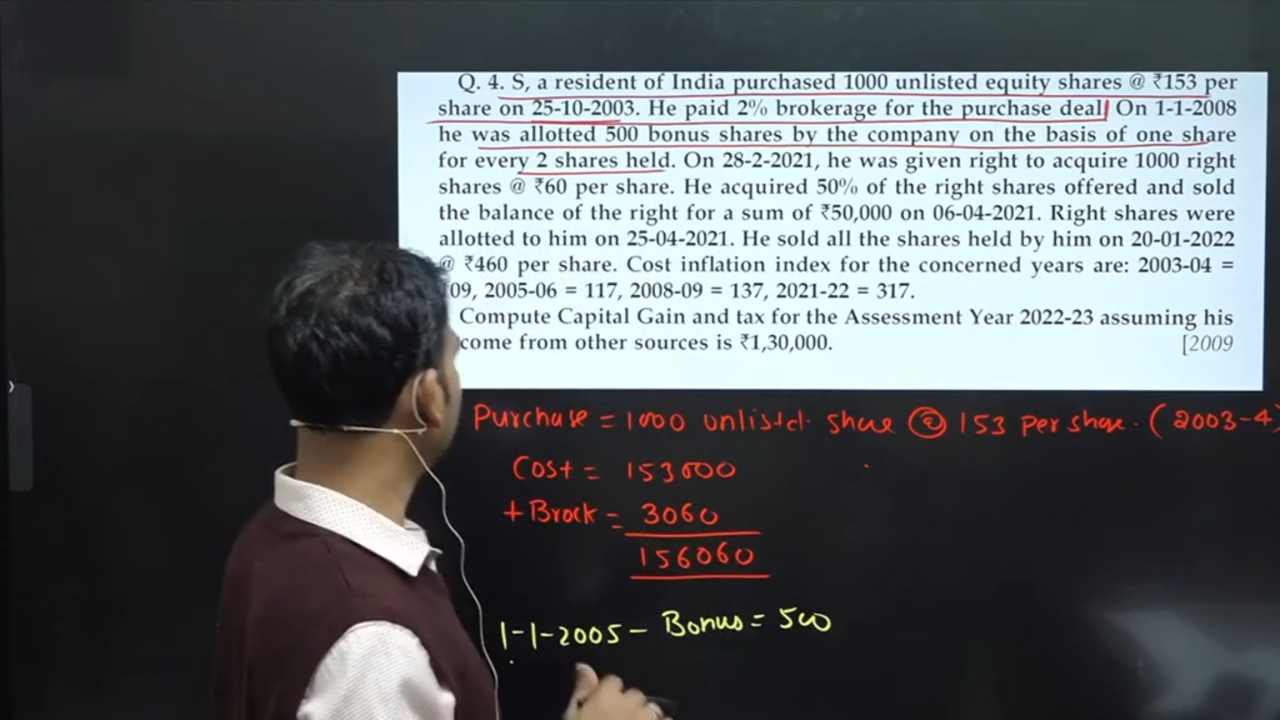 Q. 4. S, a resident of India purchased 1000 unlisted equity shares @ ₹153 per
share on 25-10-2003. He paid 2% brokerage for the purchase deal. On 1-1-2008
he was allotted 500 bonus shares by the company on the basis of one share
for every 2 shares held. On 28-2-2021, he was given right to acquire 1000 right
shares @ ₹60 per share. He acquired 50% of the right shares offered and sold
the balance of the right for a sum of ₹50,000 on 06-04-2021. Right shares were
allotted to him on 25-04-2021. He sold all the shares held by him on 20-01-2022
@ ₹460 per share. Cost inflation index for the concerned years are: 2003-04 =
09, 2005-06 = 117, 2008-09 = 137, 2021-22 = 317.
Compute Capital Gain and tax for the Assessment Year 2022-23 assuming his
come from other sources is ₹1,30,000. [2009
Purchase = 1000 unlistd. share @ 153 per share. (2003-4)
Cost = 153000
+ Brock = 3060
156060
1-1-2005 - Bonus = 500